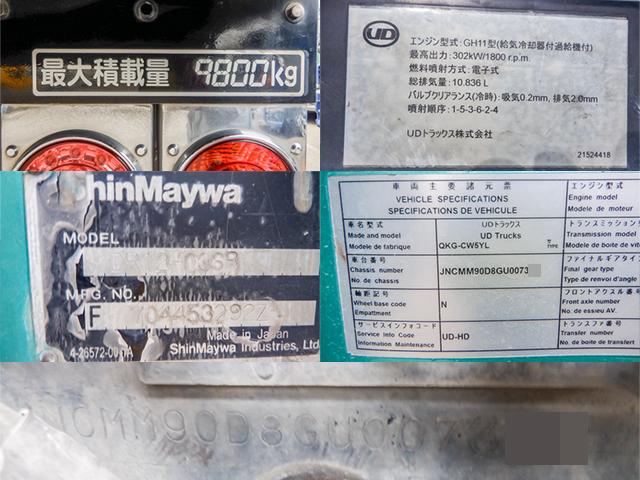 最大積載量 9800kg
UD
エンジン型式:GH11型(給気冷却器付過給機付)
最高出力:302kW/1800 r.p.m.
燃料噴射方式:電子式
総排気量:10.836 L
バルブクリアランス(冷時):吸気0.2mm, 排気2.0mm
噴射順序:1-5-3-6-2-4
UDトラックス株式会社
21524418
ShinMaywa
MODEL
MFG. NO.
F
Made in Japan
ShinMaywa Industries, Ltd
車両主要諸元票
VEHICLE SPECIFICATIONS
SPECIFICATIONS DE VEHICULE
車名型式
Made and model
Modele de fabrique
UDトラックス
UD Trucks
QKG-CW5YL
型
TYPE
車台番号
Chassis number
No. de chassis
JNCMM90D8GU0073
軸距記号
Wheel base code
Empattment
N
サービスインフォコード
Service Info Code
Information Maintenance
UD-HD
エンジン型式
Engine model
Modele de moteur
トランスミッション
Transmission model
Modele de boite de vit
ファイナルギアタイ
Final gear type
Type de renvoi d'angle
フロントアクスル番号
Front axle number
No. de essieu AV.
トランスファ番号
Transfer number
No. de boite de transfert
JNCMM90D8GU0073